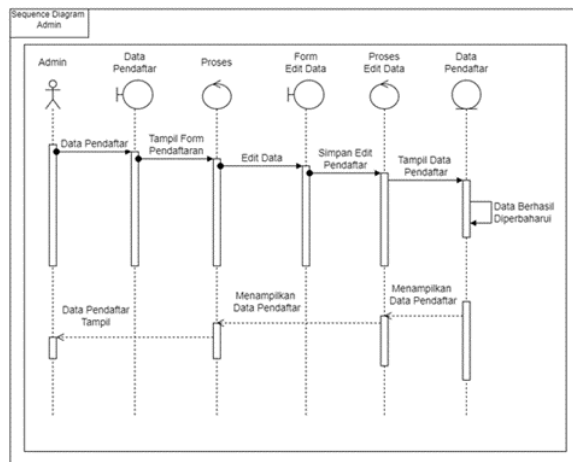 Sequence Diagram
Admin
Admin
Data
Pendaftar
Proses
Form
Edit Data
Proses
Edit Data
Data
Pendaftar
Data Pendaftar
Tampil Form
Pendaftaran
Edit Data
Simpan Edit
Pendaftar
Tampil Data
Pendaftar
Data Berhasil
Diperbaharui
Menampilkan
Data Pendaftar
Menampilkan
Data Pendaftar
Data Pendaftar
Tampil